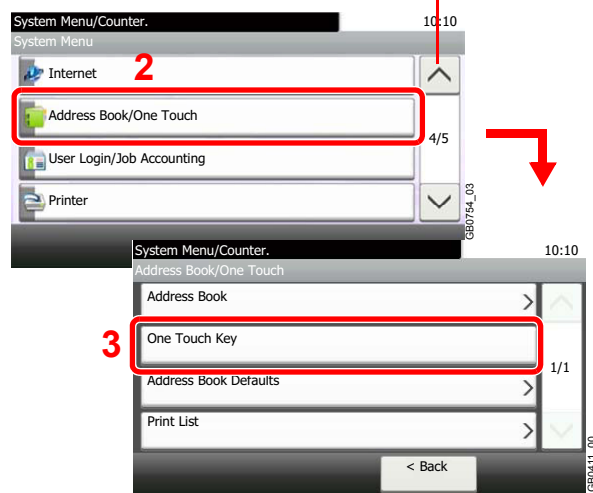 System Menu/Counter.
10:10
System Menu
Internet
2
Address Book/One Touch
4/5
User Login/Job Accounting
Printer
GB0754_03
System Menu/Counter.
10:10
Address Book/One Touch
Address Book
3
One Touch Key
1/1
Address Book Defaults
Print List
< Back
GB0411_00